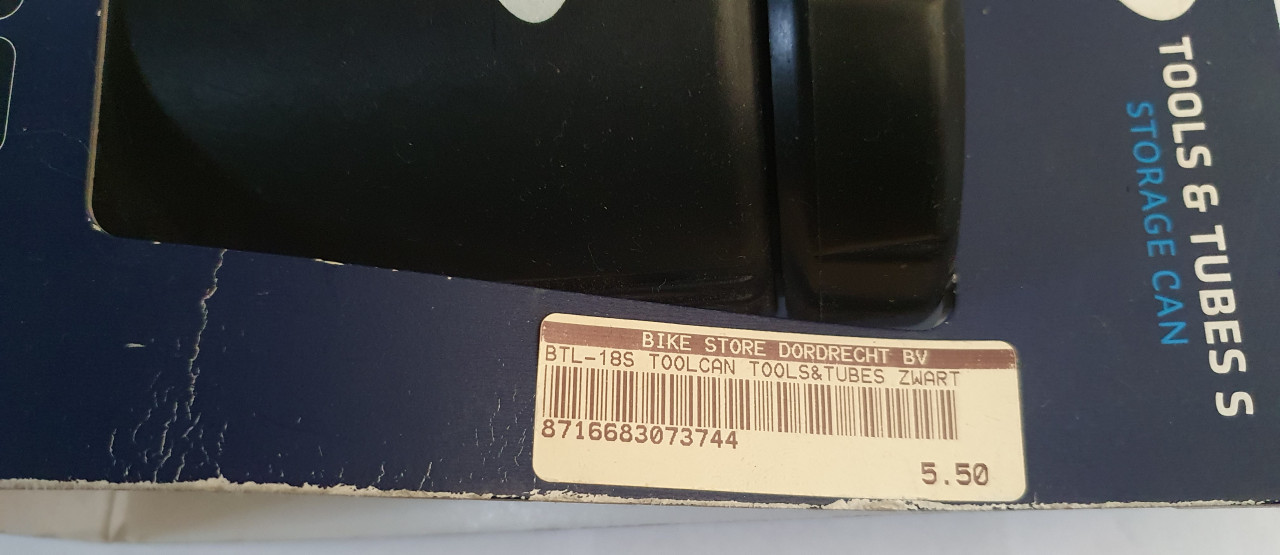 TOOLS & TUBES S
STORAGE CAN
BIKE STORE DORDRECHT BV
BTL-18S TOOLCAN TOOLS&TUBES ZWART
8716683073744
5.50